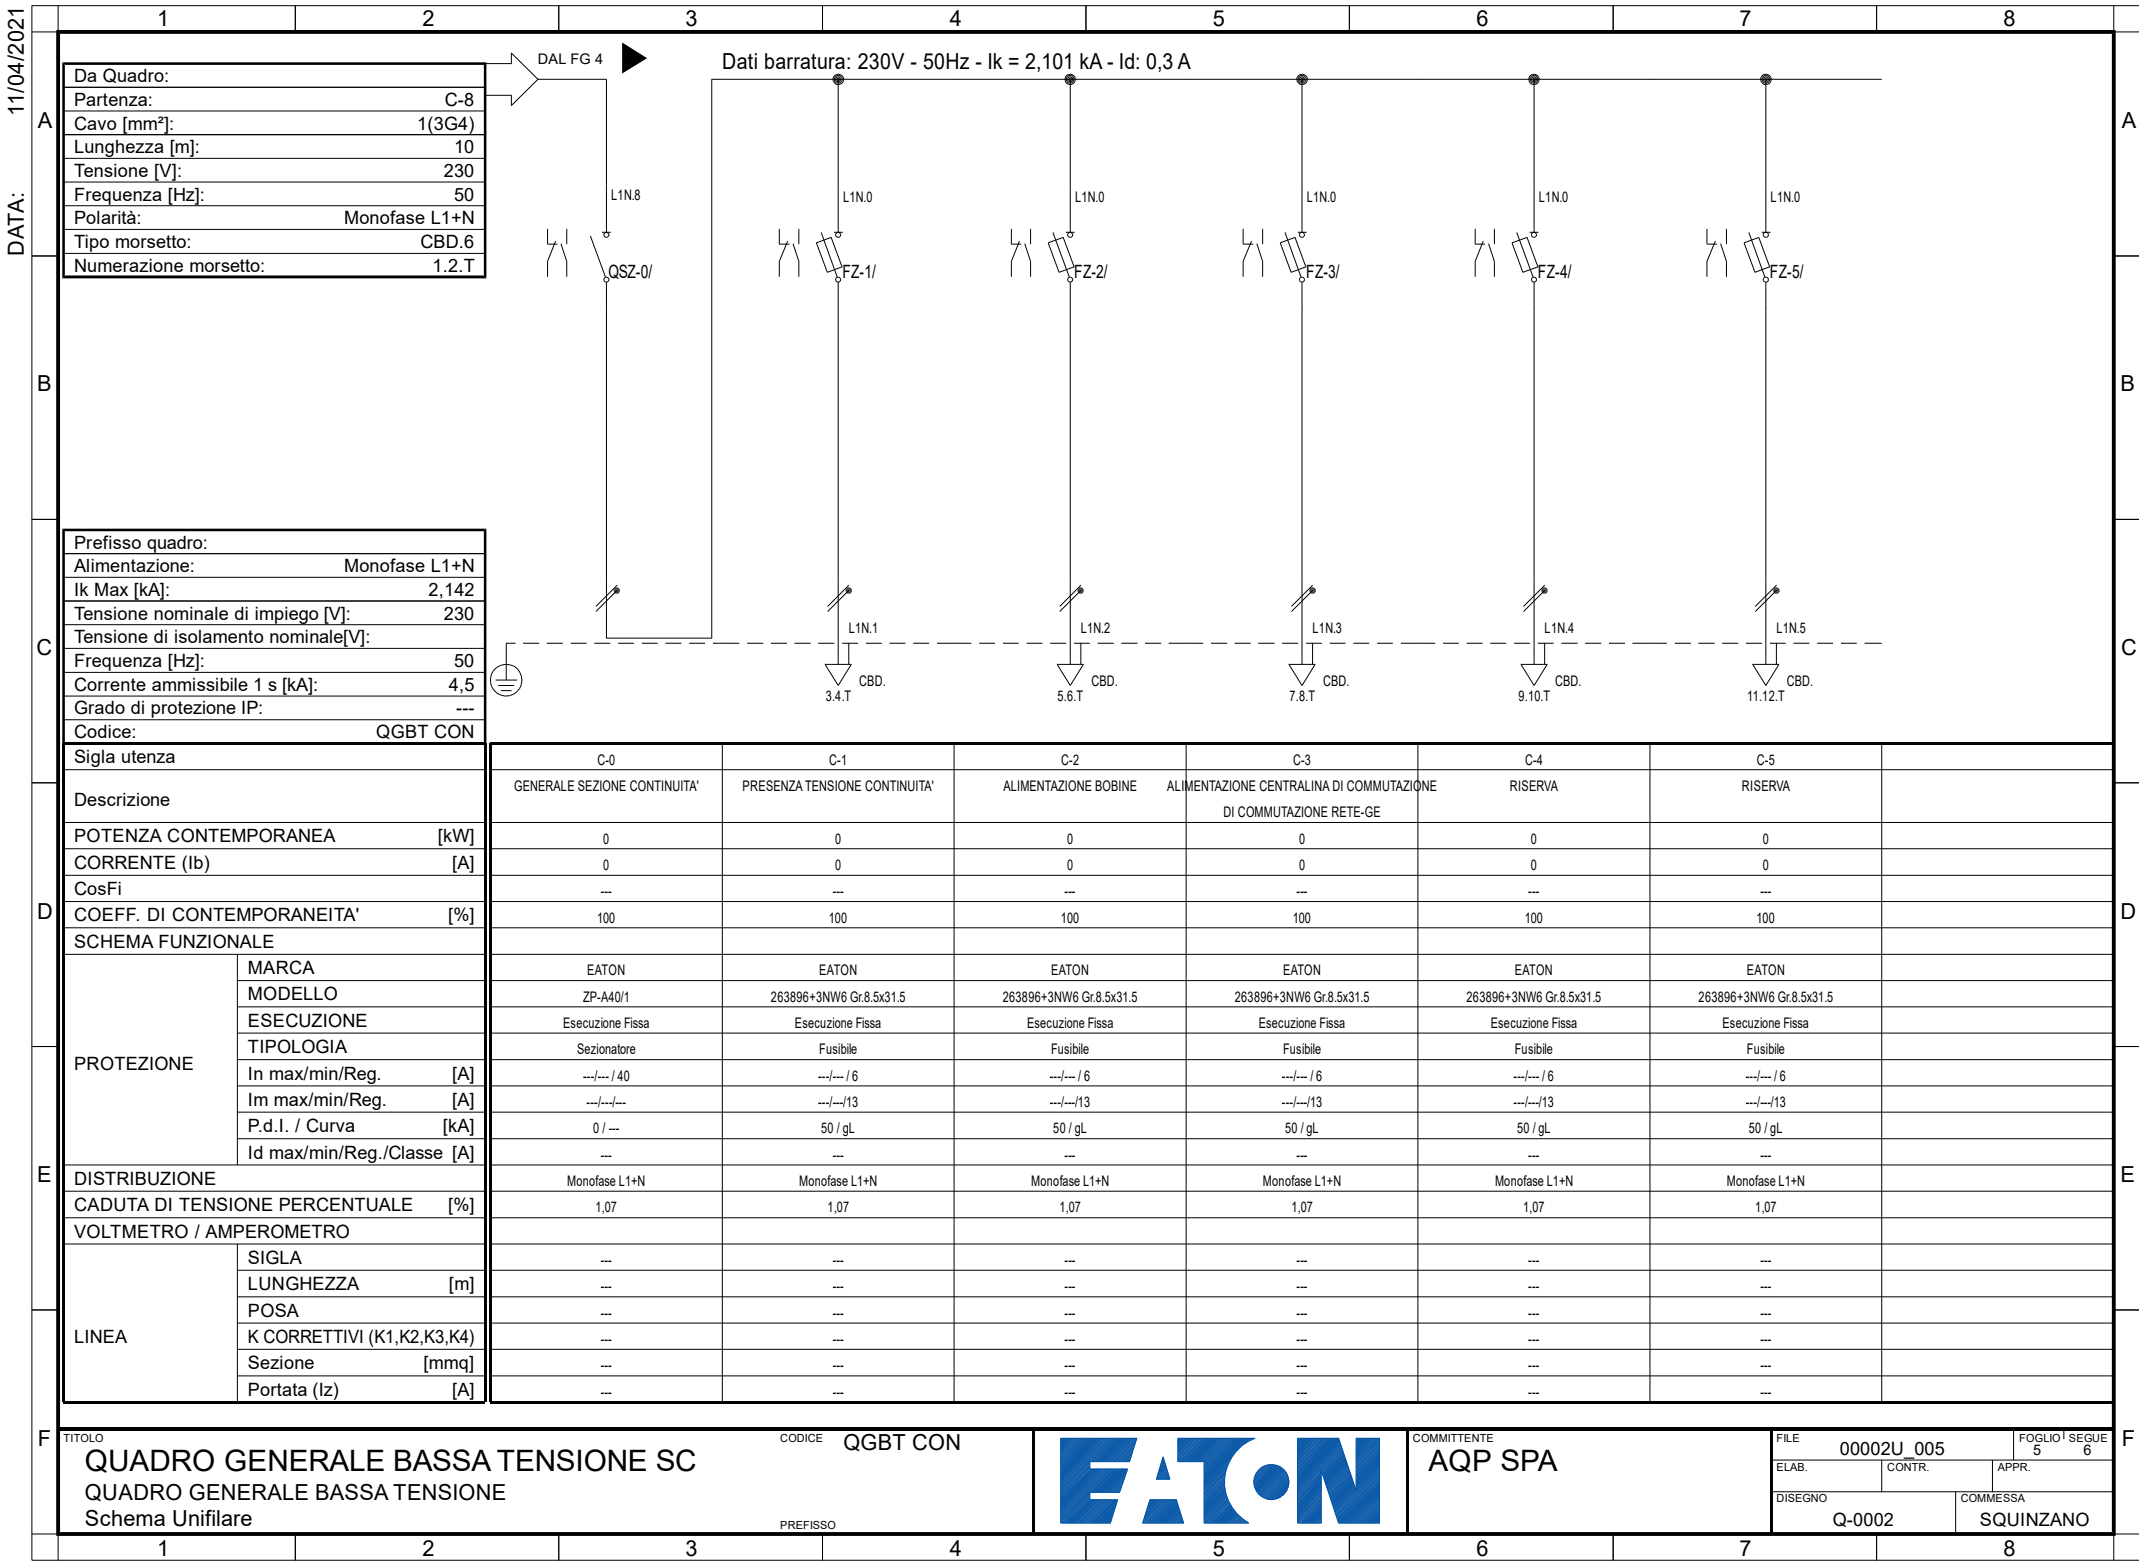 1 2 3 4 5 6 7 8
DATA: 11/04/2021
A A
B B
C C
D D
E E
F F
DAL FG 4
Dati barratura: 230V - 50Hz - Ik = 2,101 kA - Id: 0,3 A
Da Quadro:
Partenza: C-8
Cavo [mm²]: 1(3G4)
Lunghezza [m]: 10
Tensione [V]: 230
Frequenza [Hz]: 50
Polarità: Monofase L1+N
Tipo morsetto: CBD.6
Numerazione morsetto: 1.2.T
L1N.8 L1N.0 L1N.0 L1N.0 L1N.0 L1N.0
QSZ-0/ FZ-1/ FZ-2/ FZ-3/ FZ-4/ FZ-5/
Prefisso quadro:
Alimentazione: Monofase L1+N
Ik Max [kA]: 2,142
Tensione nominale di impiego [V]: 230
Tensione di isolamento nominale[V]:
Frequenza [Hz]: 50
Corrente ammissibile 1 s [kA]: 4,5
Grado di protezione IP: ---
Codice: QGBT CON
L1N.1 L1N.2 L1N.3 L1N.4 L1N.5
CBD. CBD. CBD. CBD. CBD.
3.4.T 5.6.T 7.8.T 9.10.T 11.12.T
Sigla utenza C-0 C-1 C-2 C-3 C-4 C-5
Descrizione GENERALE SEZIONE CONTINUITA' PRESENZA TENSIONE CONTINUITA' ALIMENTAZIONE BOBINE ALIMENTAZIONE CENTRALINA DI COMMUTAZIONE RISERVA RISERVA
DI COMMUTAZIONE RETE-GE
POTENZA CONTEMPORANEA [kW] 0 0 0 0 0 0
CORRENTE (Ib) [A] 0 0 0 0 0 0
CosFi --- --- --- --- --- ---
COEFF. DI CONTEMPORANEITA' [%] 100 100 100 100 100 100
SCHEMA FUNZIONALE
PROTEZIONE
MARCA EATON EATON EATON EATON EATON EATON
MODELLO ZP-A40/1 263896+3NW6 Gr.8.5x31.5 263896+3NW6 Gr.8.5x31.5 263896+3NW6 Gr.8.5x31.5 263896+3NW6 Gr.8.5x31.5 263896+3NW6 Gr.8.5x31.5
ESECUZIONE Esecuzione Fissa Esecuzione Fissa Esecuzione Fissa Esecuzione Fissa Esecuzione Fissa Esecuzione Fissa
TIPOLOGIA Sezionatore Fusibile Fusibile Fusibile Fusibile Fusibile
In max/min/Reg. [A] ---/--- / 40 ---/--- / 6 ---/--- / 6 ---/--- / 6 ---/--- / 6 ---/--- / 6
Im max/min/Reg. [A] ---/---/--- ---/---/13 ---/---/13 ---/---/13 ---/---/13 ---/---/13
P.d.I. / Curva [kA] 0 / --- 50 / gL 50 / gL 50 / gL 50 / gL 50 / gL
Id max/min/Reg./Classe [A] --- --- --- --- --- ---
DISTRIBUZIONE Monofase L1+N Monofase L1+N Monofase L1+N Monofase L1+N Monofase L1+N Monofase L1+N
CADUTA DI TENSIONE PERCENTUALE [%] 1,07 1,07 1,07 1,07 1,07 1,07
VOLTMETRO / AMPEROMETRO
LINEA
SIGLA --- --- --- --- --- ---
LUNGHEZZA [m] --- --- --- --- --- ---
POSA --- --- --- --- --- ---
K CORRETTIVI (K1,K2,K3,K4) --- --- --- --- --- ---
Sezione [mmq] --- --- --- --- --- ---
Portata (Iz) [A] --- --- --- --- --- ---
TITOLO
QUADRO GENERALE BASSA TENSIONE SC
QUADRO GENERALE BASSA TENSIONE
Schema Unifilare
CODICE QGBT CON
PREFISSO
EATON
COMMITTENTE
AQP SPA
FILE 00002U_005
FOGLIO 5 SEGUE 6
ELAB. CONTR. APPR.
DISEGNO Q-0002
COMMESSA SQUINZANO
1 2 3 4 5 6 7 8